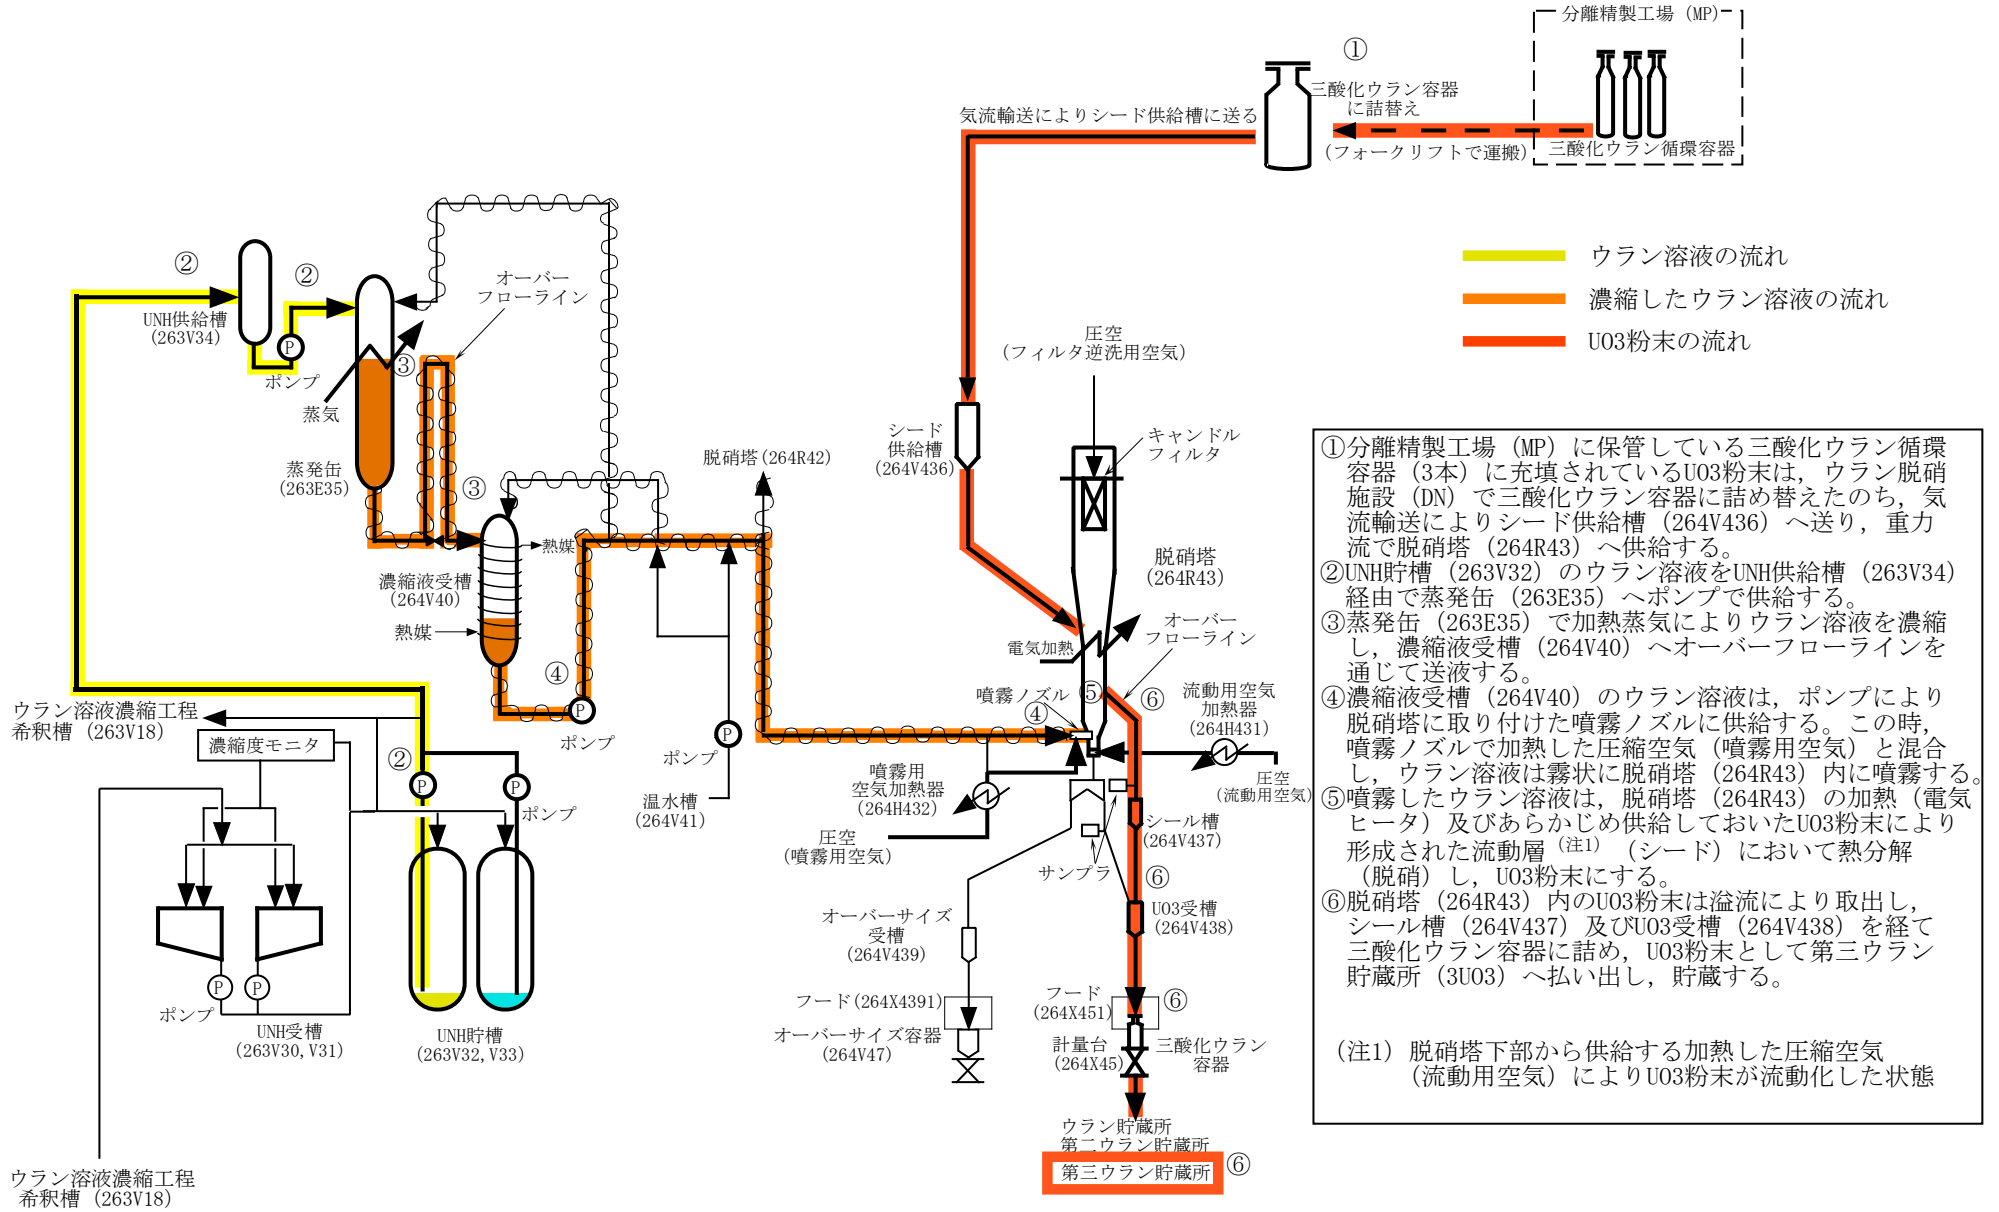 分離精製工場 (MP)
①
三酸化ウラン容器
に詰替え
気流輸送によりシード供給槽に送る
(フォークリフトで運搬)
三酸化ウラン循環容器
ウラン溶液の流れ
濃縮したウラン溶液の流れ
UO3粉末の流れ
②
②
UNH供給槽
(263V34)
P
ポンプ
蒸気
オーバー
フローライン
③
蒸発缶
(263E35)
③
脱硝塔(264R42)
熱媒
濃縮液受槽
(264V40)
熱媒
④
P
ポンプ
圧空
(フィルタ逆洗用空気)
シード
供給槽
(264V436)
キャンドル
フィルタ
脱硝塔
(264R43)
電気加熱
オーバー
フローライン
⑤
⑥
噴霧ノズル
④
流動用空気
加熱器
(264H431)
圧空
(流動用空気)
P
ポンプ
温水槽
(264V41)
噴霧用
空気加熱器
(264H432)
圧空
(噴霧用空気)
シール槽
(264V437)
サンプラ
⑥
UO3受槽
(264V438)
オーバーサイズ
受槽
(264V439)
フード(264X4391)
オーバーサイズ容器
(264V47)
フード
(264X451)
⑥
計量台
(264X45)
三酸化ウラン
容器
ウラン貯蔵所
第二ウラン貯蔵所
第三ウラン貯蔵所
⑥
ウラン溶液濃縮工程
希釈槽 (263V18)
濃縮度モニタ
②
P
P
ポンプ
P
P
ポンプ
UNH受槽
(263V30,V31)
UNH貯槽
(263V32,V33)
ウラン溶液濃縮工程
希釈槽 (263V18)
①分離精製工場 (MP) に保管している三酸化ウラン循環
容器 (3本) に充填されているUO3粉末は, ウラン脱硝
施設 (DN) で三酸化ウラン容器に詰め替えたのち, 気
流輸送によりシード供給槽 (264V436) へ送り, 重力
流で脱硝塔 (264R43) へ供給する。
②UNH貯槽 (263V32) のウラン溶液をUNH供給槽 (263V34)
経由で蒸発缶 (263E35) へポンプで供給する。
③蒸発缶 (263E35) で加熱蒸気によりウラン溶液を濃縮
し, 濃縮液受槽 (264V40) へオーバーフローラインを
通じて送液する。
④濃縮液受槽 (264V40) のウラン溶液は, ポンプにより
脱硝塔に取り付けた噴霧ノズルに供給する。この時,
噴霧ノズルで加熱した圧縮空気 (噴霧用空気) と混合
し, ウラン溶液は霧状に脱硝塔 (264R43) 内に噴霧する。
⑤噴霧したウラン溶液は, 脱硝塔 (264R43) の加熱 (電気
ヒータ) 及びあらかじめ供給しておいたUO3粉末により
形成された流動層 (注1) (シード) において熱分解
(脱硝) し, UO3粉末にする。
⑥脱硝塔 (264R43) 内のUO3粉末は溢流により取出し,
シール槽 (264V437) 及びUO3受槽 (264V438) を経て
三酸化ウラン容器に詰め, UO3粉末として第三ウラン
貯蔵所 (3UO3) へ払い出し, 貯蔵する。
(注1) 脱硝塔下部から供給する加熱した圧縮空気
(流動用空気) によりUO3粉末が流動化した状態